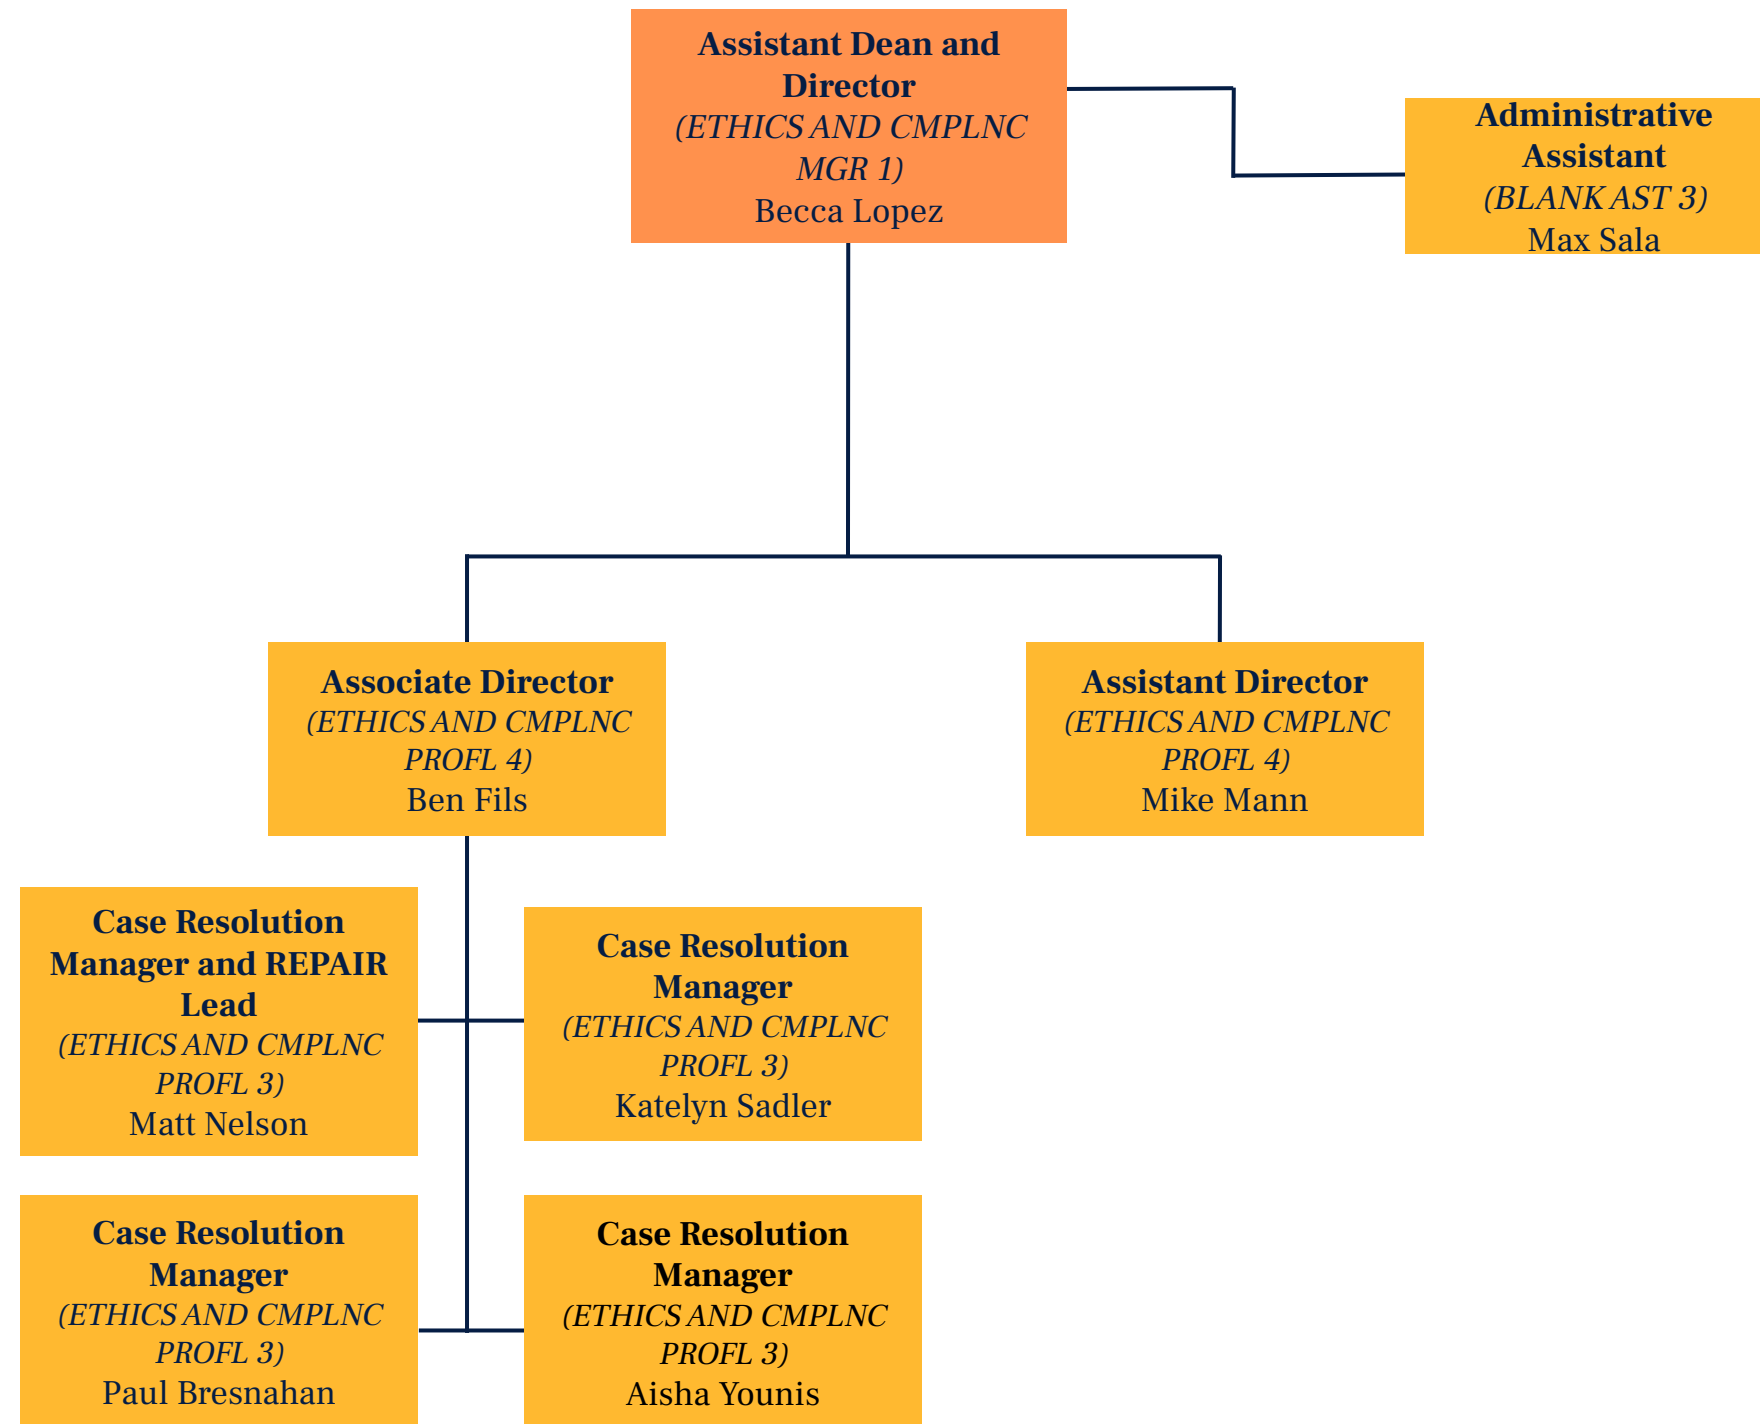 Assistant Dean and
Director
(ETHICS AND CMPLNC
MGR 1)
Becca Lopez
Administrative
Assistant
(BLANK AST 3)
Max Sala
Associate Director
(ETHICS AND CMPLNC
PROFL 4)
Ben Fils
Assistant Director
(ETHICS AND CMPLNC
PROFL 4)
Mike Mann
Case Resolution
Manager and REPAIR
Lead
(ETHICS AND CMPLNC
PROFL 3)
Matt Nelson
Case Resolution
Manager
(ETHICS AND CMPLNC
PROFL 3)
Katelyn Sadler
Case Resolution
Manager
(ETHICS AND CMPLNC
PROFL 3)
Paul Bresnahan
Case Resolution
Manager
(ETHICS AND CMPLNC
PROFL 3)
Aisha Younis